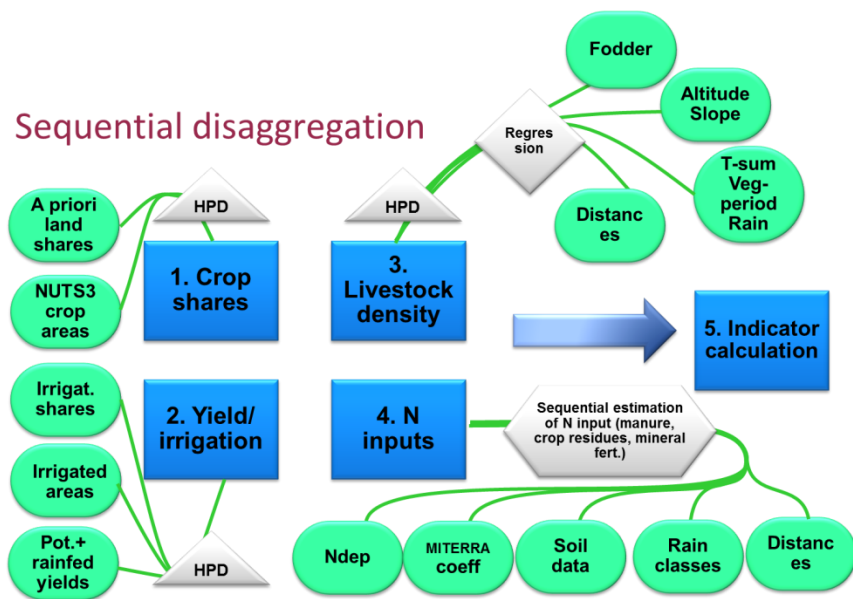 Sequential disaggregation
A priori
land
shares
NUTS3
crop
areas
HPD
1. Crop
shares
Irrigat.
shares
Irrigated
areas
Pot.+
rainfed
yields
2. Yield/
irrigation
HPD
HPD
3.
Livestock
density
Regres
sion
Fodder
Altitude
Slope
T-sum
Veg-
period
Rain
Distanc
es
4. N
inputs
Sequential estimation
of N input (manure,
crop residues, mineral
fert.)
Ndep
MITERRA
coeff
Soil
data
Rain
classes
Distanc
es
5. Indicator
calculation